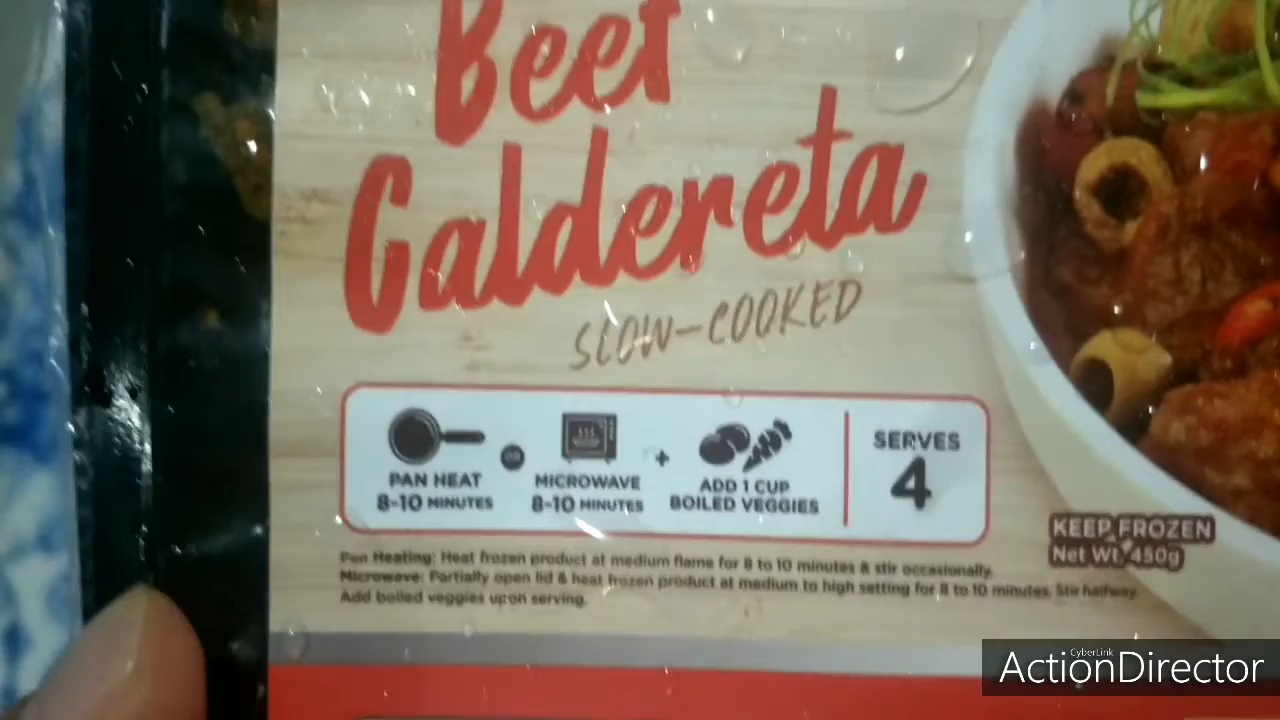 Beef
Caldereta
SLOW-COOKED
PAN HEAT
8-10 MINUTES
OR
MICROWAVE
8-10 MINUTES
+
ADD 1 CUP
BOILED VEGGIES
SERVES
4
KEEP FROZEN
Net Wt. 450g
Pan Heating: Heat frozen product at medium flame for 8 to 10 minutes & stir occasionally.
Microwave: Partially open lid & heat frozen product at medium to high setting for 8 to 10 minutes. Stir halfway.
Add boiled veggies upon serving.
CyberLink
ActionDirector